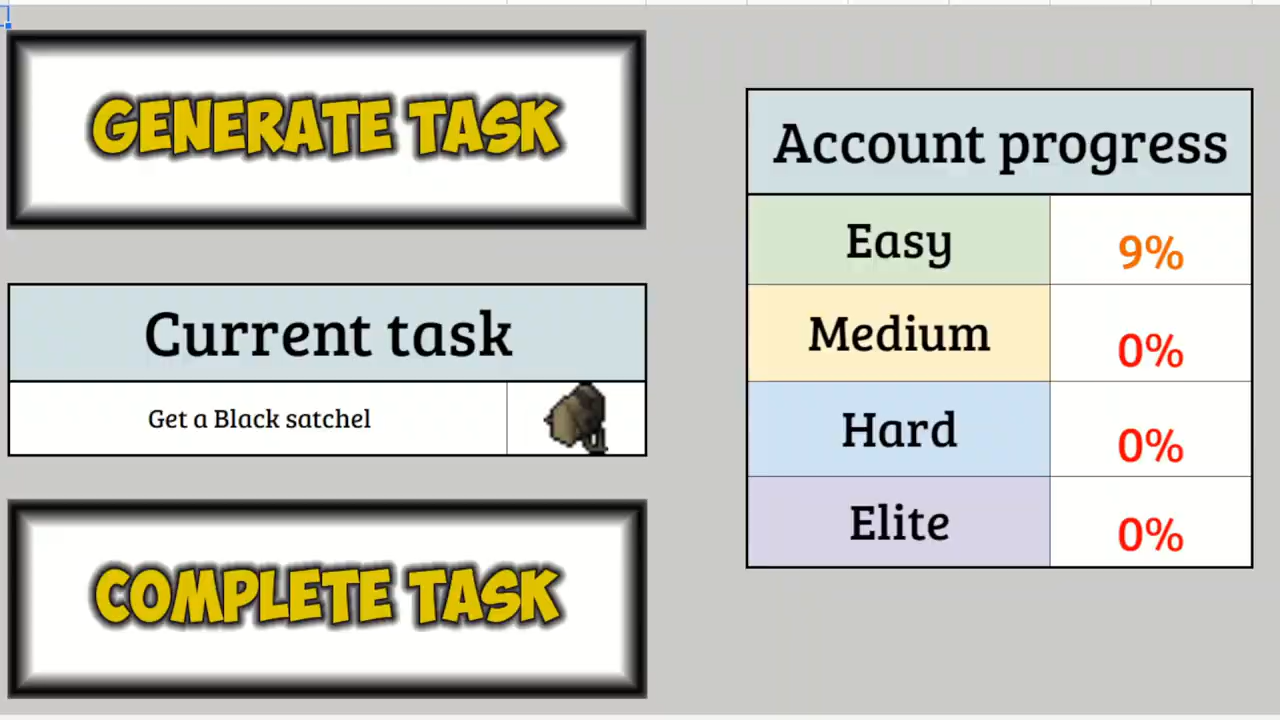 GENERATE TASK
Current task
Get a Black satchel
COMPLETE TASK
Account progress
Easy 9%
Medium 0%
Hard 0%
Elite 0%